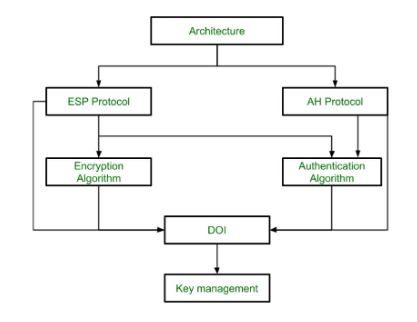 Architecture
ESP Protocol
AH Protocol
Encryption
Algorithm
Authentication
Algorithm
DOI
Key management